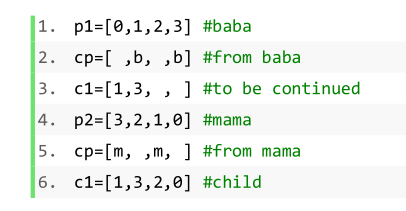 1. p1=[0,1,2,3] #baba
2. cp=[ ,b, ,b] #from baba
3. c1=[1,3, , ] #to be continued
4. p2=[3,2,1,0] #mama
5. cp=[m, ,m, ] #from mama
6. c1=[1,3,2,0] #child